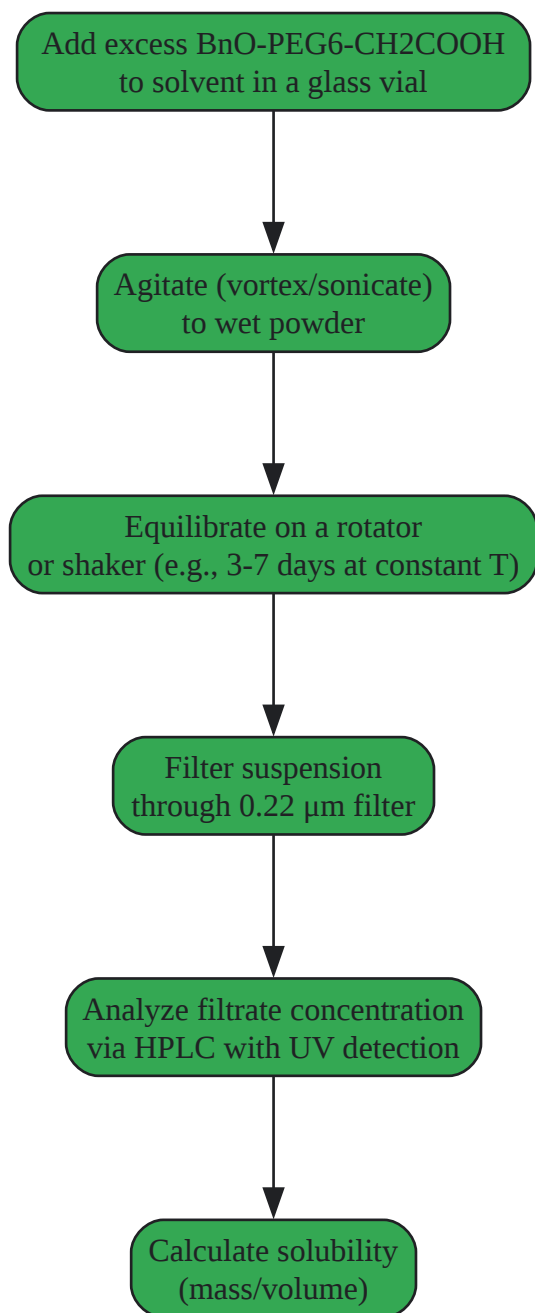 Add excess BnO-PEG6-CH2COOH
to solvent in a glass vial
Agitate (vortex/sonicate)
to wet powder
Equilibrate on a rotator
or shaker (e.g., 3-7 days at constant T)
Filter suspension
through 0.22 μm filter
Analyze filtrate concentration
via HPLC with UV detection
Calculate solubility
(mass/volume)